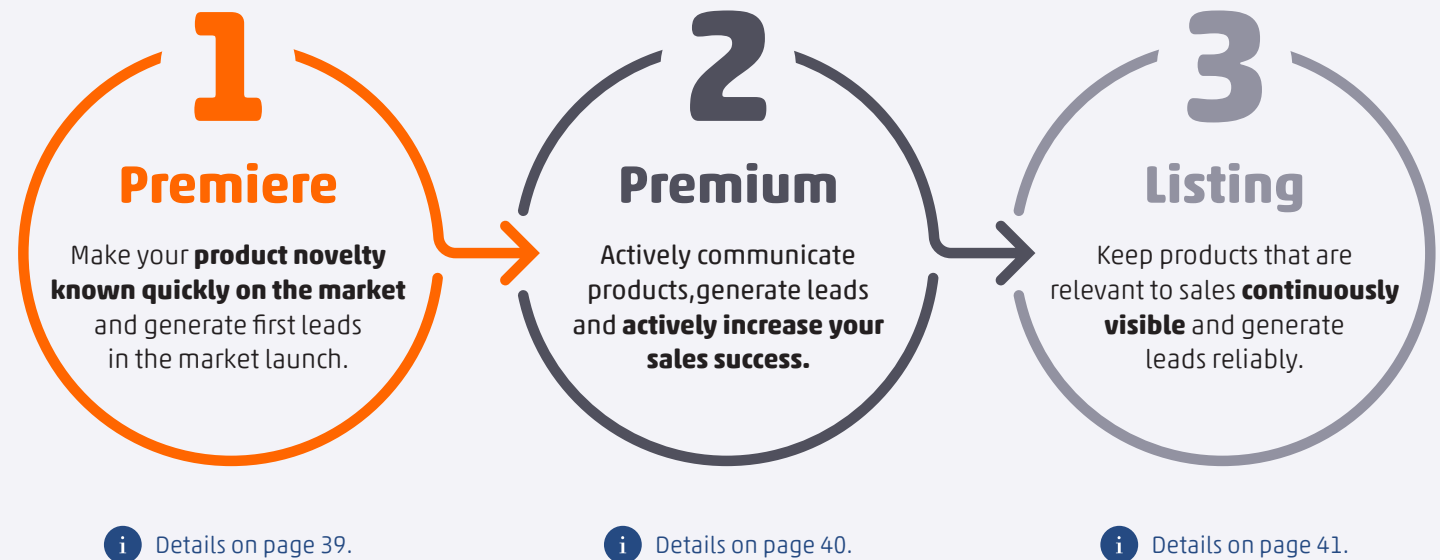 1
Premiere
Make your product novelty
known quickly on the market
and generate first leads
in the market launch.
i Details on page 39.
2
Premium
Actively communicate
products,generate leads
and actively increase your
sales success.
i Details on page 40.
3
Listing
Keep products that are
relevant to sales continuously
visible and generate
leads reliably.
i Details on page 41.